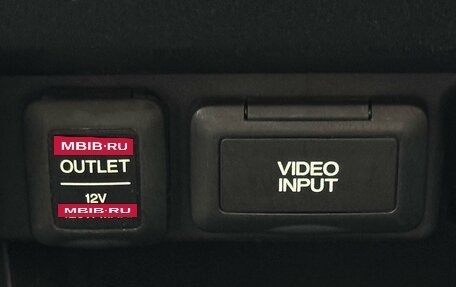 MBIB·RU
OUTLET
12V
MBIB·RU
VIDEO
INPUT